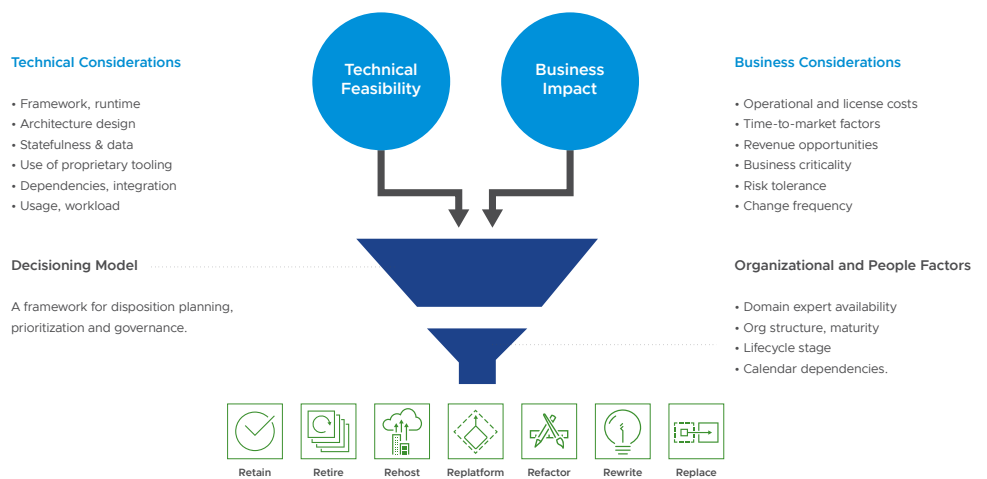 Technical Considerations
• Framework, runtime
• Architecture design
• Statefulness & data
• Use of proprietary tooling
• Dependencies, integration
• Usage, workload
Technical
Feasibility
Business
Impact
Business Considerations
• Operational and license costs
• Time-to-market factors
• Revenue opportunities
• Business criticality
• Risk tolerance
• Change frequency
Decisioning Model
A framework for disposition planning,
prioritization and governance.
Organizational and People Factors
• Domain expert availability
• Org structure, maturity
• Lifecycle stage
• Calendar dependencies.
Retain
Retire
Rehost
Replatform
Refactor
Rewrite
Replace